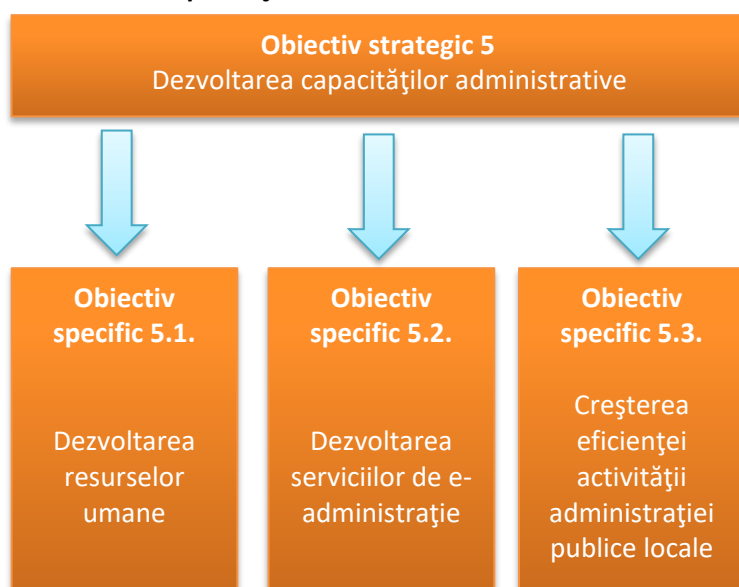 Obiectiv strategic 5
Dezvoltarea capacităţilor administrative
Obiectiv
specific 5.1.
Dezvoltarea
resurselor
umane
Obiectiv
specific 5.2.
Dezvoltarea
serviciilor de e-
administraţie
Obiectiv
specific 5.3.
Creşterea
eficienţei
activităţii
administraţiei
publice locale